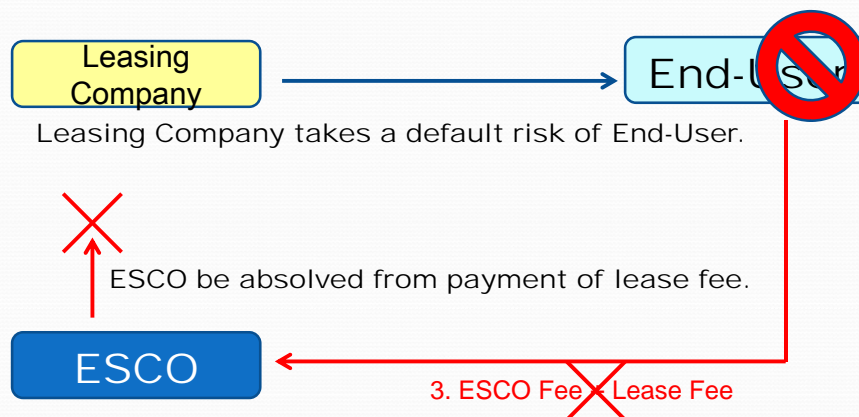 Leasing
Company
End-User
Leasing Company takes a default risk of End-User.
ESCO be absolved from payment of lease fee.
ESCO
3. ESCO Fee + Lease Fee